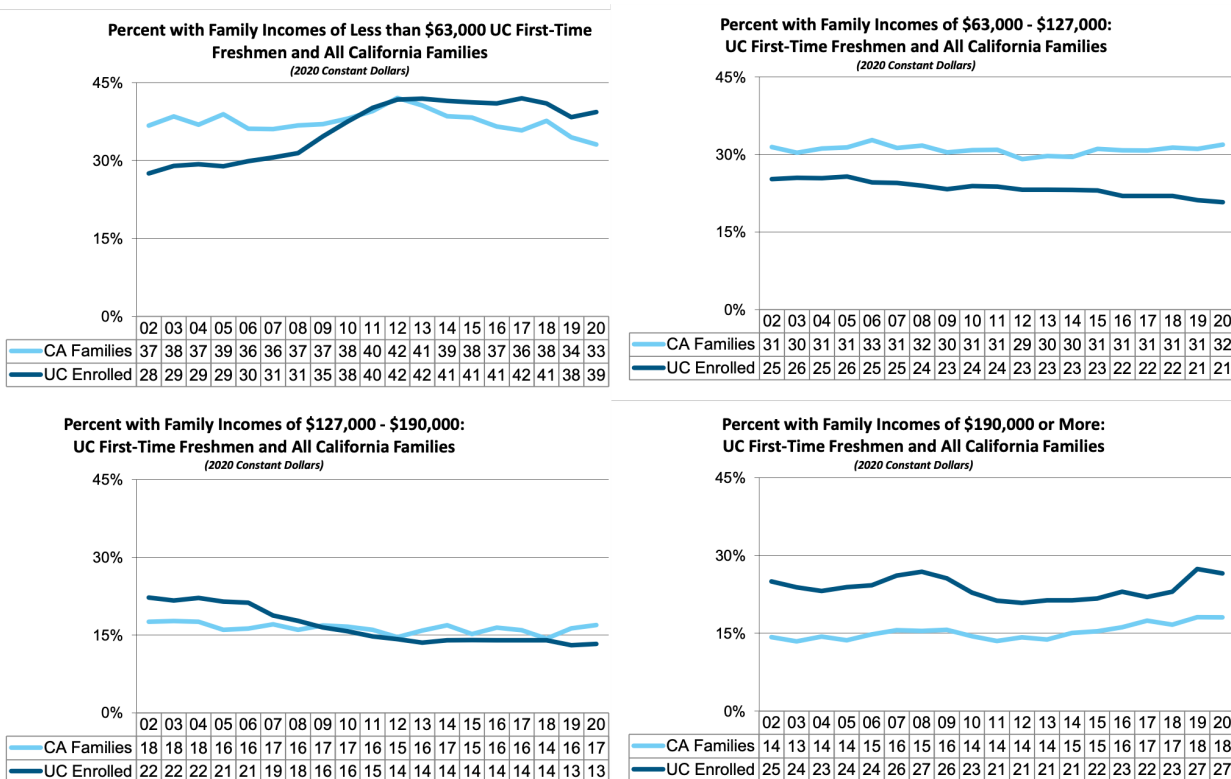 Percent with Family Incomes of Less than $63,000 UC First-Time
Freshmen and All California Families
(2020 Constant Dollars)
45%
30%
15%
0%
02 03 04 05 06 07 08 09 10 11 12 13 14 15 16 17 18 19 20
CA Families 37 38 37 39 36 36 37 37 38 40 42 41 39 38 37 36 38 34 33
UC Enrolled 28 29 29 29 30 31 31 35 38 40 42 42 41 41 41 42 41 38 39
Percent with Family Incomes of $63,000 - $127,000:
UC First-Time Freshmen and All California Families
(2020 Constant Dollars)
45%
30%
15%
0%
02 03 04 05 06 07 08 09 10 11 12 13 14 15 16 17 18 19 20
CA Families 31 30 31 31 33 31 32 30 31 31 29 30 30 31 31 31 31 31 32
UC Enrolled 25 26 25 26 25 25 24 23 24 24 23 23 23 23 22 22 22 21 21
Percent with Family Incomes of $127,000 - $190,000:
UC First-Time Freshmen and All California Families
(2020 Constant Dollars)
45%
30%
15%
0%
02 03 04 05 06 07 08 09 10 11 12 13 14 15 16 17 18 19 20
CA Families 18 18 18 16 16 17 16 17 17 16 15 16 17 15 16 16 14 16 17
UC Enrolled 22 22 22 21 21 19 18 16 16 15 14 14 14 14 14 14 14 13 13
Percent with Family Incomes of $190,000 or More:
UC First-Time Freshmen and All California Families
(2020 Constant Dollars)
45%
30%
15%
0%
02 03 04 05 06 07 08 09 10 11 12 13 14 15 16 17 18 19 20
CA Families 14 13 14 14 15 16 15 16 14 14 14 14 15 15 16 17 17 18 18
UC Enrolled 25 24 23 24 24 26 27 26 23 21 21 21 21 22 23 22 23 27 27